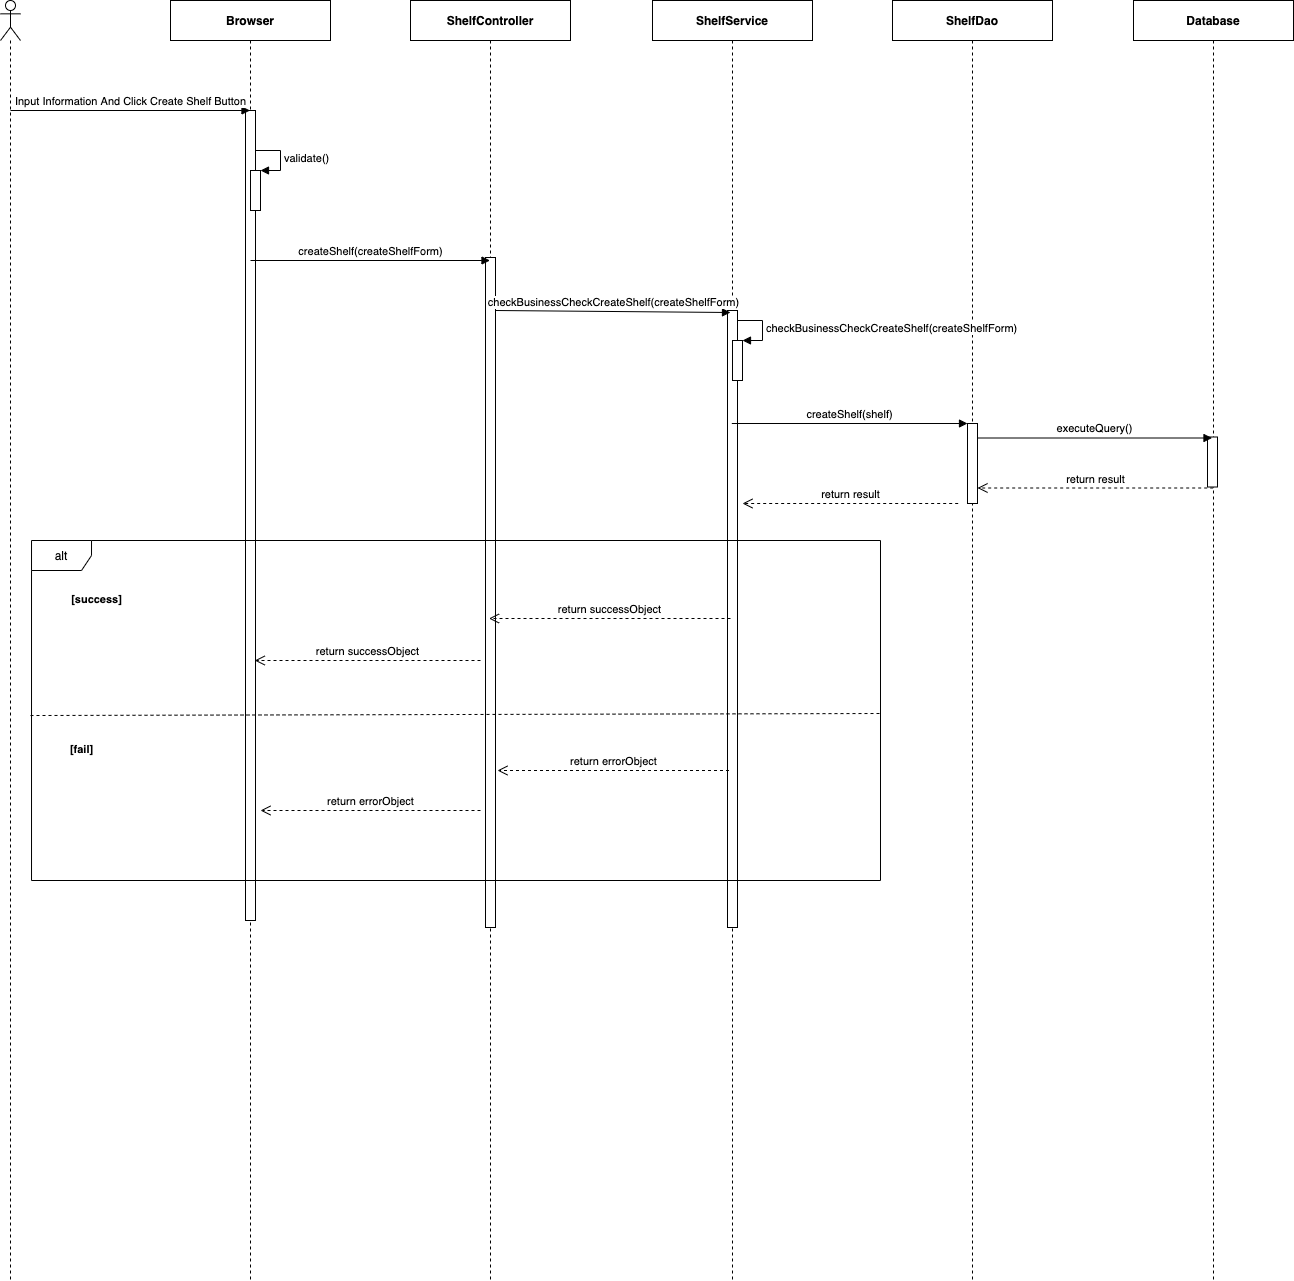 Browser
ShelfController
ShelfService
ShelfDao
Database
Input Information And Click Create Shelf Button
validate()
createShelf(createShelfForm)
checkBusinessCheckCreateShelf(createShelfForm)
checkBusinessCheckCreateShelf(createShelfForm)
createShelf(shelf)
executeQuery()
return result
return result
alt
[success]
return successObject
return successObject
[fail]
return errorObject
return errorObject